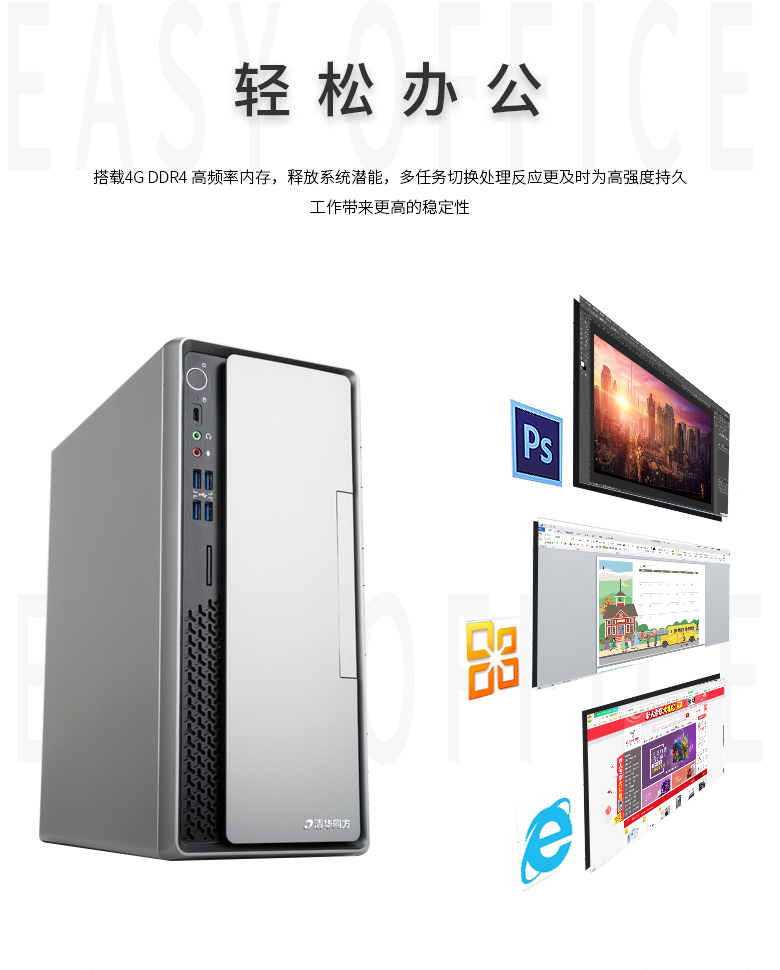 EASY OFFICE
轻松办公
搭载4G DDR4 高频率内存，释放系统潜能，多任务切换处理反应更及时为高强度持久
工作带来更高的稳定性
Ps
EASY OFFICE
清华同方